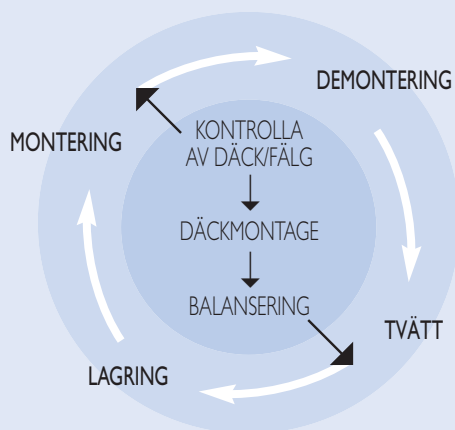 DEMONTERING
MONTERING
KONTROLLA
AV DÄCK/FÄLG
DÄCKMONTAGE
BALANSERING
TVÄTT
LAGRING